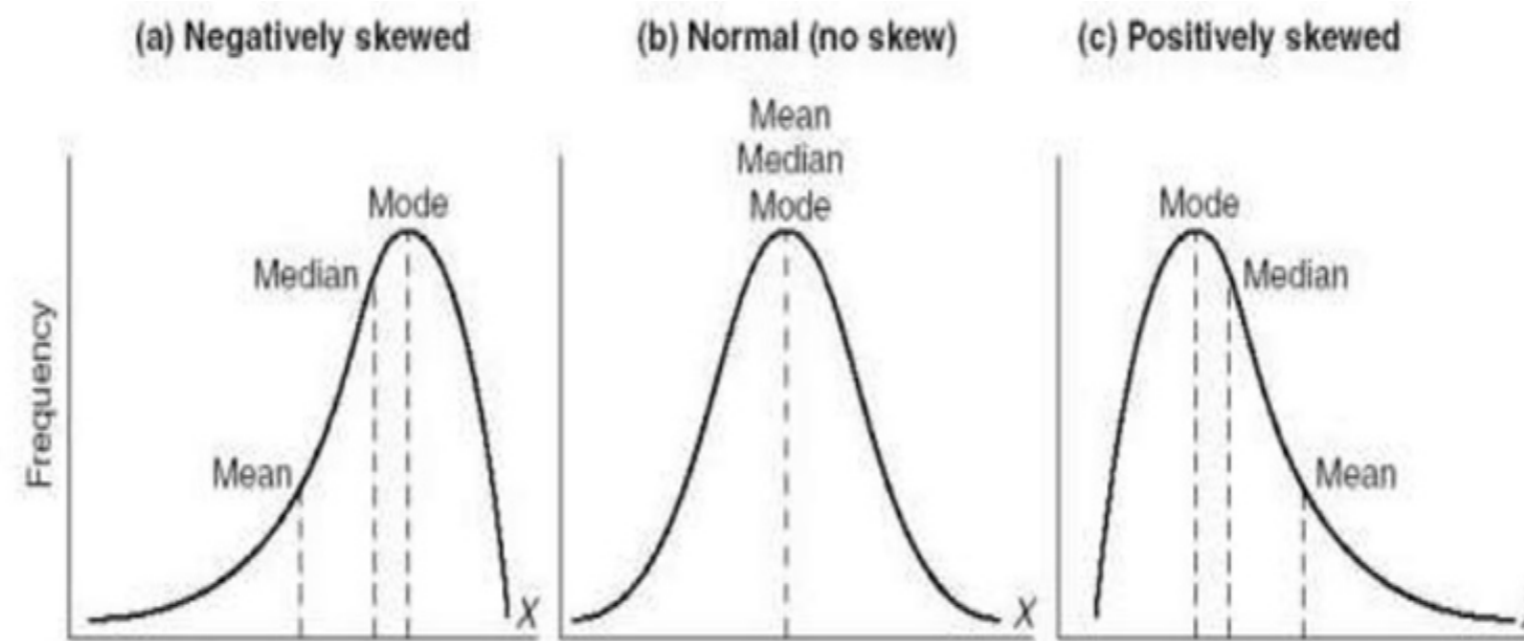 (a) Negatively skewed
(b) Normal (no skew)
(c) Positively skewed
Mean
Median
Mode
Mode
Median
Mean
Mode
Median
Mean
Frequency
X
X